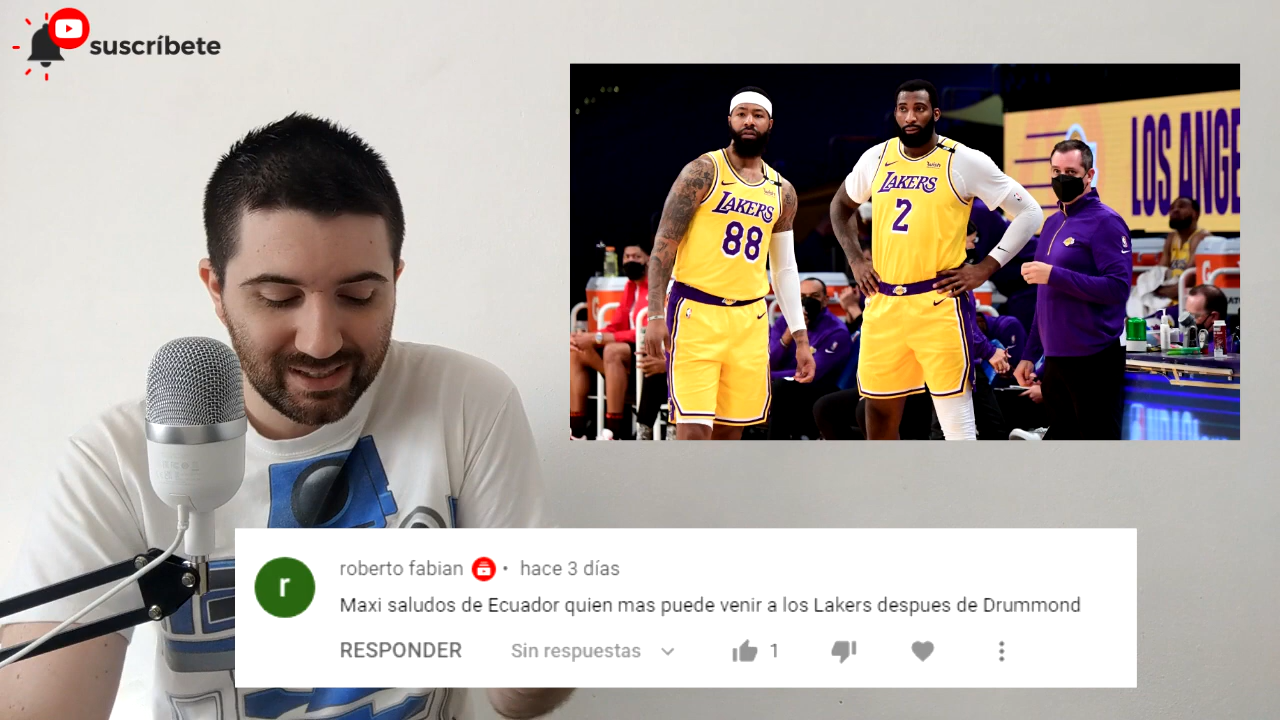 suscríbete
LOS ANGE
LAKERS
88
LAKERS
2
wish
r
roberto fabian • hace 3 días
Maxi saludos de Ecuador quien mas puede venir a los Lakers despues de Drummond
RESPONDER Sin respuestas 1